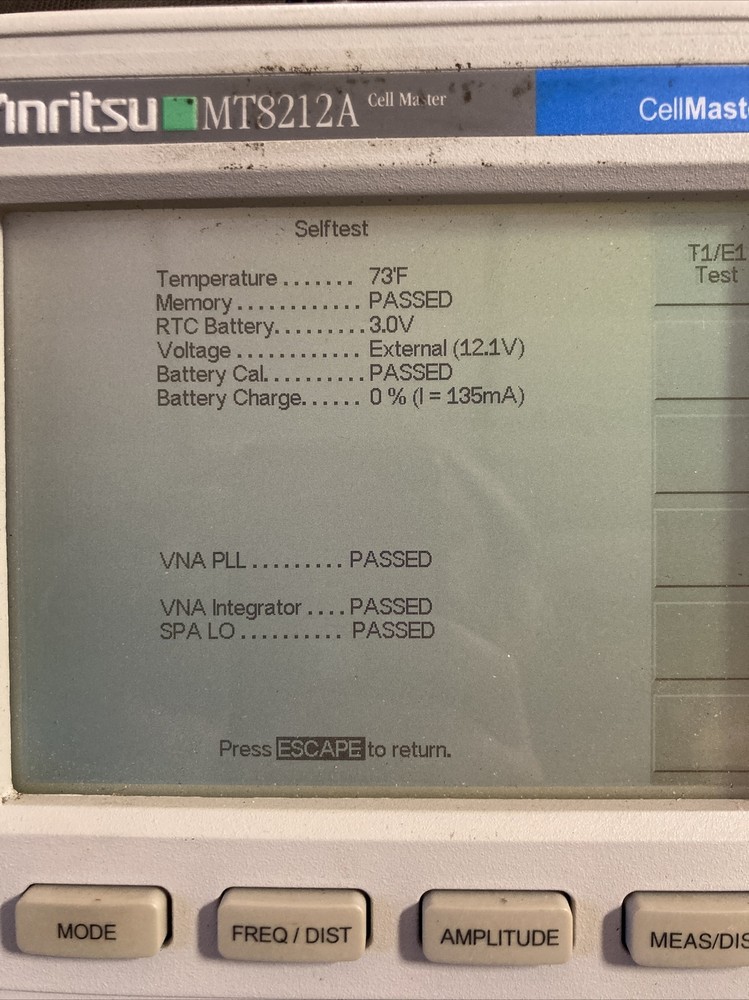 Anritsu MT8212A Cell Master
CellMast
Selftest
T1/E1
Test
Temperature ....... 73°F
Memory ............ PASSED
RTC Battery......... 3.0V
Voltage ............ External (12.1V)
Battery Cal.......... PASSED
Battery Charge...... 0 % (I = 135mA)
VNA PLL ......... PASSED
VNA Integrator .... PASSED
SPA LO .......... PASSED
Press ESCAPE to return.
MODE
FREQ / DIST
AMPLITUDE
MEAS/DIS